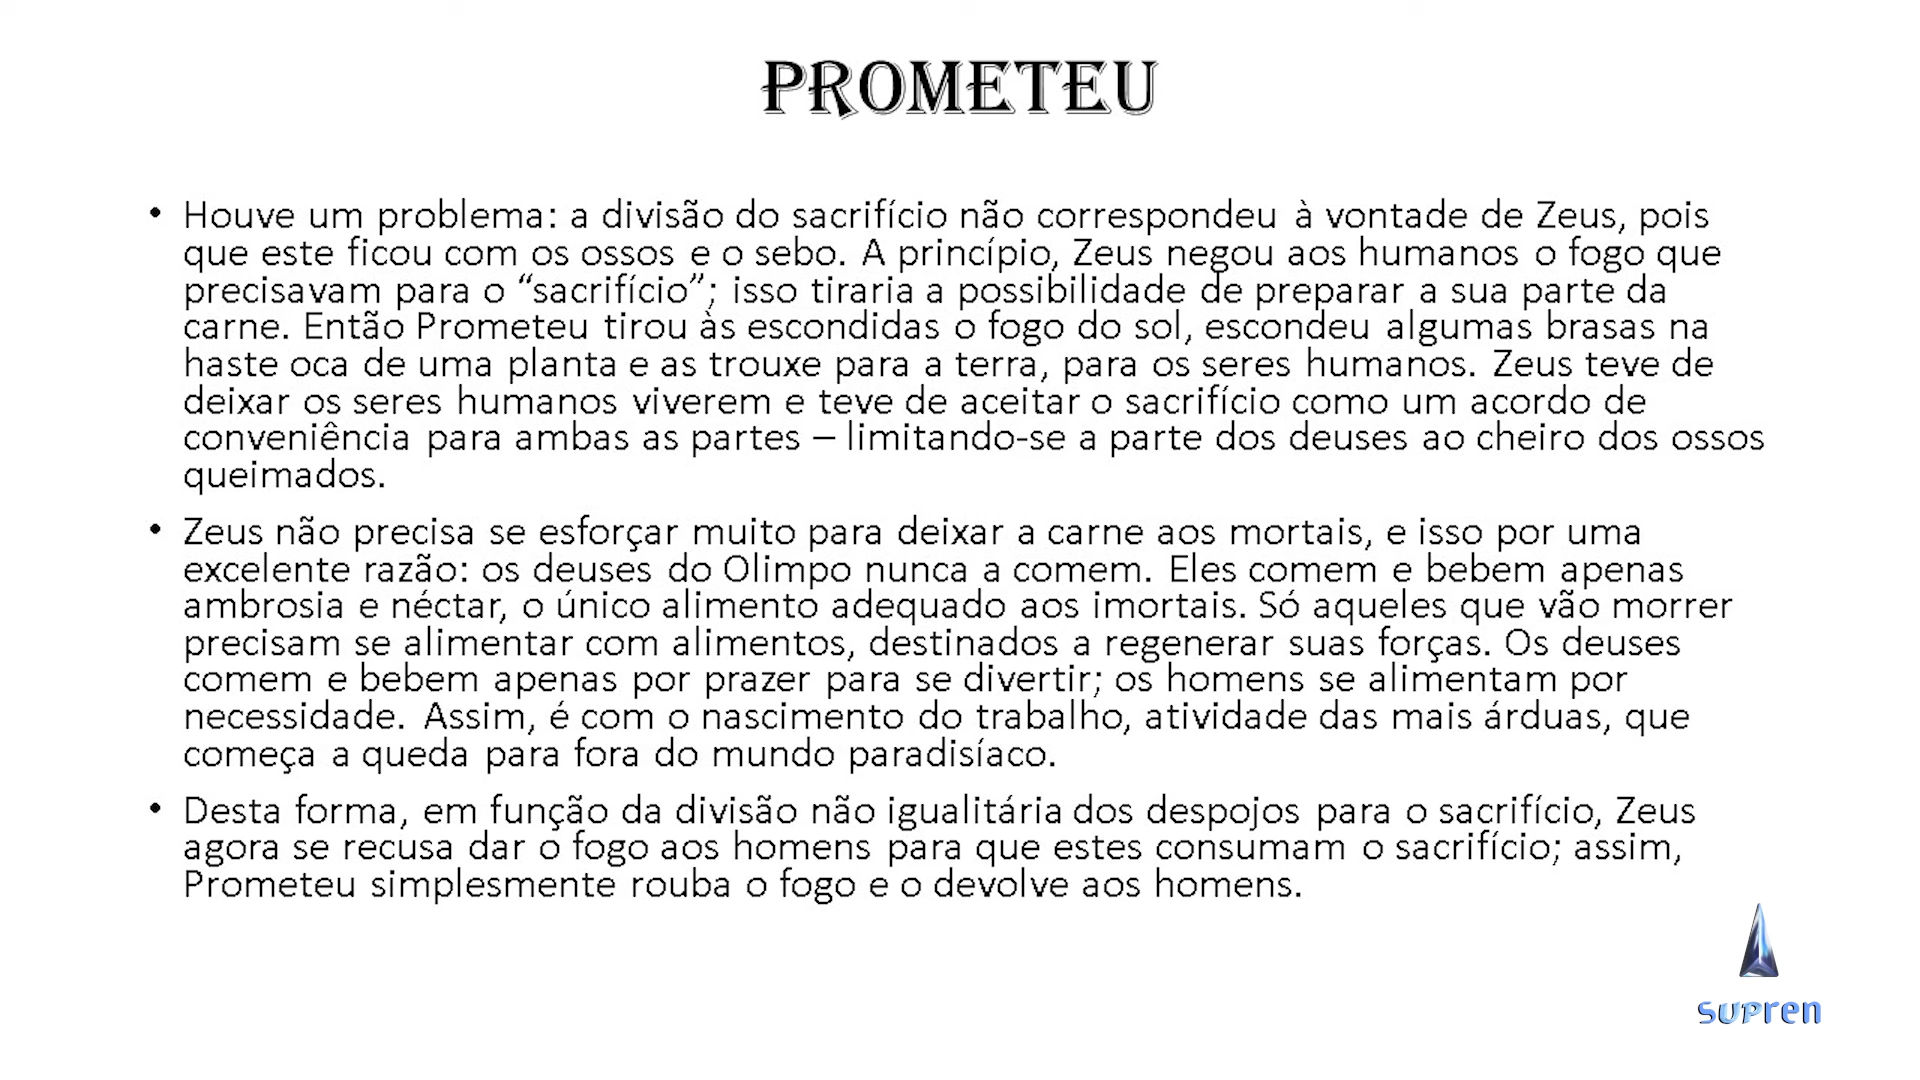 PROMETEU
• Houve um problema: a divisão do sacrifício não correspondeu à vontade de Zeus, pois
que este ficou com os ossos e o sebo. A princípio, Zeus negou aos humanos o fogo que
precisavam para o “sacrifício”; isso tiraria a possibilidade de preparar a sua parte da
carne. Então Prometeu tirou às escondidas o fogo do sol, escondeu algumas brasas na
haste oca de uma planta e as trouxe para a terra, para os seres humanos. Zeus teve de
deixar os seres humanos viverem e teve de aceitar o sacrifício como um acordo de
conveniência para ambas as partes – limitando-se a parte dos deuses ao cheiro dos ossos
queimados.
• Zeus não precisa se esforçar muito para deixar a carne aos mortais, e isso por uma
excelente razão: os deuses do Olimpo nunca a comem. Eles comem e bebem apenas
ambrosia e néctar, o único alimento adequado aos imortais. Só aqueles que vão morrer
precisam se alimentar com alimentos, destinados a regenerar suas forças. Os deuses
comem e bebem apenas por prazer para se divertir; os homens se alimentam por
necessidade. Assim, é com o nascimento do trabalho, atividade das mais árduas, que
começa a queda para fora do mundo paradisíaco.
• Desta forma, em função da divisão não igualitária dos despojos para o sacrifício, Zeus
agora se recusa dar o fogo aos homens para que estes consumam o sacrifício; assim,
Prometeu simplesmente rouba o fogo e o devolve aos homens.
supren